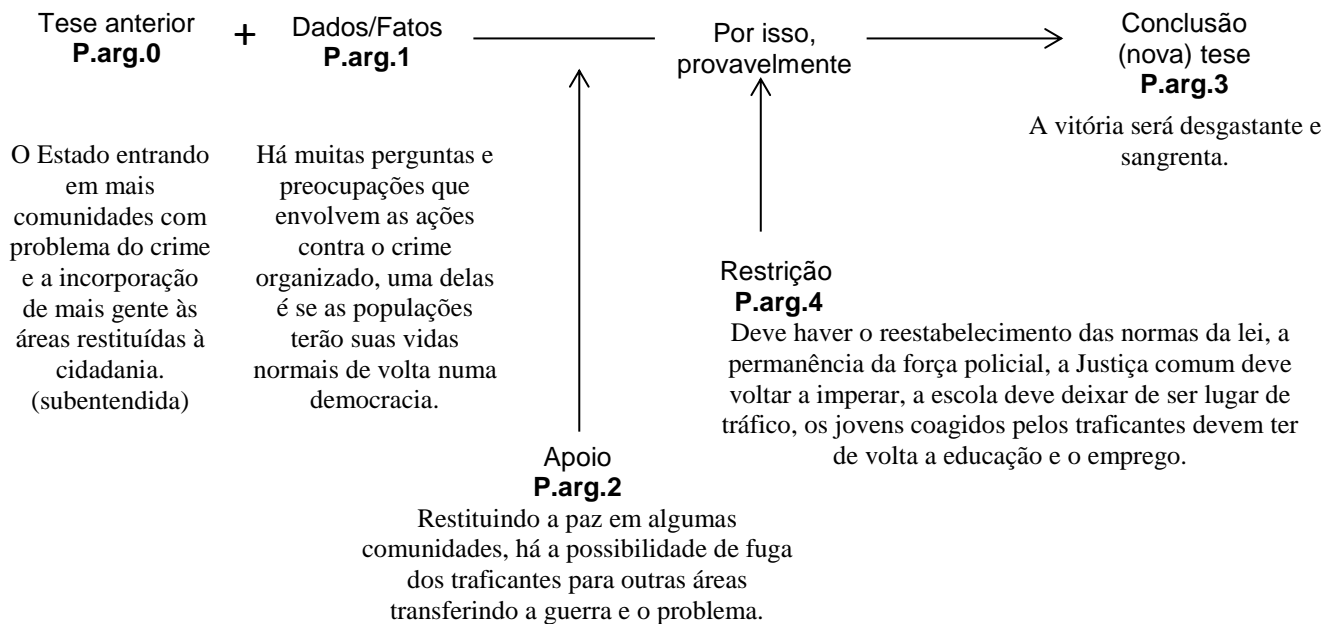 Tese anterior
P.arg.0
+
Dados/Fatos
P.arg.1
Por isso,
provavelmente
Conclusão
(nova) tese
P.arg.3
A vitória será desgastante e
sangrenta.
O Estado entrando
em mais
comunidades com
problema do crime
e a incorporação
de mais gente às
áreas restituídas à
cidadania.
(subentendida)
Há muitas perguntas e
preocupações que
envolvem as ações
contra o crime
organizado, uma delas
é se as populações
terão suas vidas
normais de volta numa
democracia.
Restrição
P.arg.4
Deve haver o reestabelecimento das normas da lei, a
permanência da força policial, a Justiça comum deve
voltar a imperar, a escola deve deixar de ser lugar de
tráfico, os jovens coagidos pelos traficantes devem ter
de volta a educação e o emprego.
Apoio
P.arg.2
Restituindo a paz em algumas
comunidades, há a possibilidade de fuga
dos traficantes para outras áreas
transferindo a guerra e o problema.